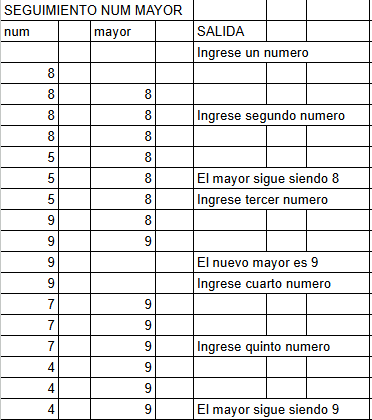 SEGUIMIENTO NUM MAYOR
num mayor SALIDA
Ingrese un numero
8
8 8
8 8 Ingrese segundo numero
8 8
5 8
5 8 El mayor sigue siendo 8
5 8 Ingrese tercer numero
9 8
9 9
9 El nuevo mayor es 9
9 Ingrese cuarto numero
7 9
7 9
7 9 Ingrese quinto numero
4 9
4 9
4 9 El mayor sigue siendo 9